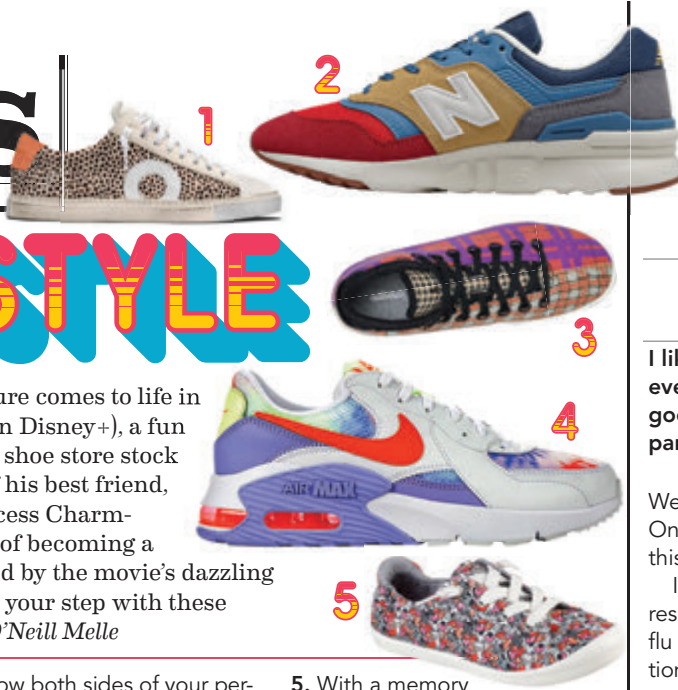 S
1
2
N
STYLE
3
ure comes to life in
n Disney+), a fun
shoe store stock
his best friend,
cess Charm-
of becoming a
d by the movie's dazzling
your step with these
O'Neill Melle
4
AIR MAX
5
ow both sides of your per-
5. With a memory
I li
eve
goo
par
We
On
this
I
res
flu
tion